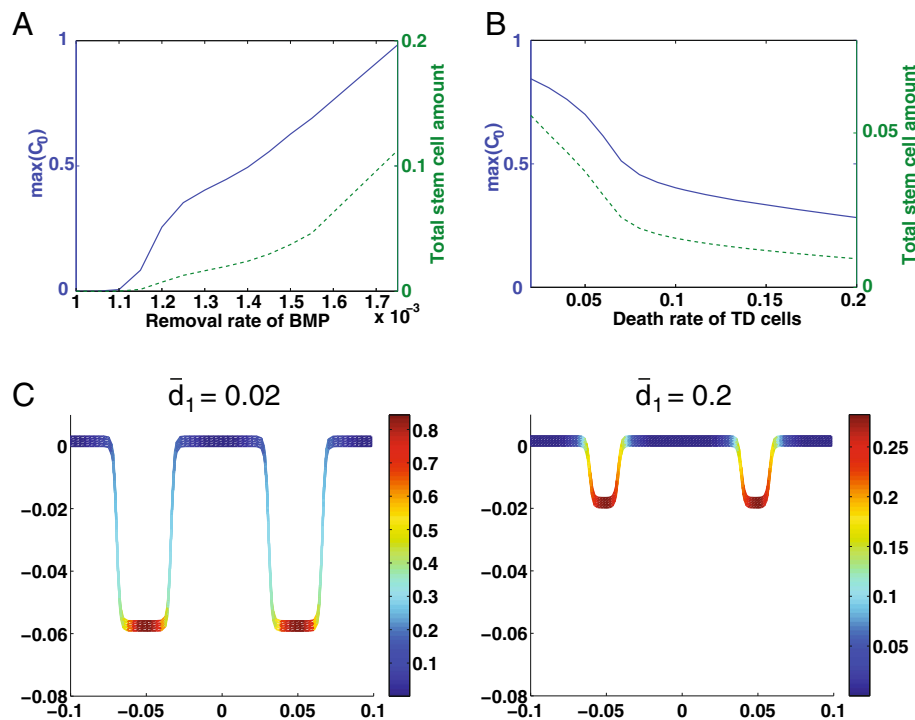 A
B
1
0.5
0
max(C0)
0.2
0.1
0
Total stem cell amount
1 1.1 1.2 1.3 1.4 1.5 1.6 1.7
Removal rate of BMP
x 10-3
1
0.5
0
max(C0)
0.05
0
Total stem cell amount
0.05 0.1 0.15 0.2
Death rate of TD cells
C
d̄1 = 0.02
0
−0.02
−0.04
−0.06
−0.08
−0.1 −0.05 0 0.05 0.1
0.8
0.7
0.6
0.5
0.4
0.3
0.2
0.1
d̄1 = 0.2
0
−0.02
−0.04
−0.06
−0.08
−0.1 −0.05 0 0.05 0.1
0.25
0.2
0.15
0.1
0.05